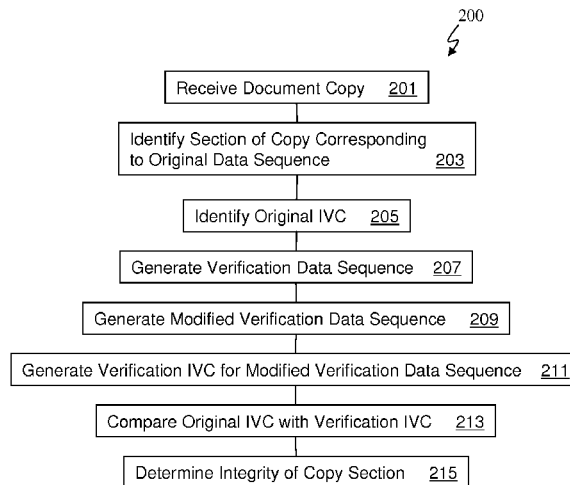 200
Receive Document Copy 201
Identify Section of Copy Corresponding
to Original Data Sequence 203
Identify Original IVC 205
Generate Verification Data Sequence 207
Generate Modified Verification Data Sequence 209
Generate Verification IVC for Modified Verification Data Sequence 211
Compare Original IVC with Verification IVC 213
Determine Integrity of Copy Section 215